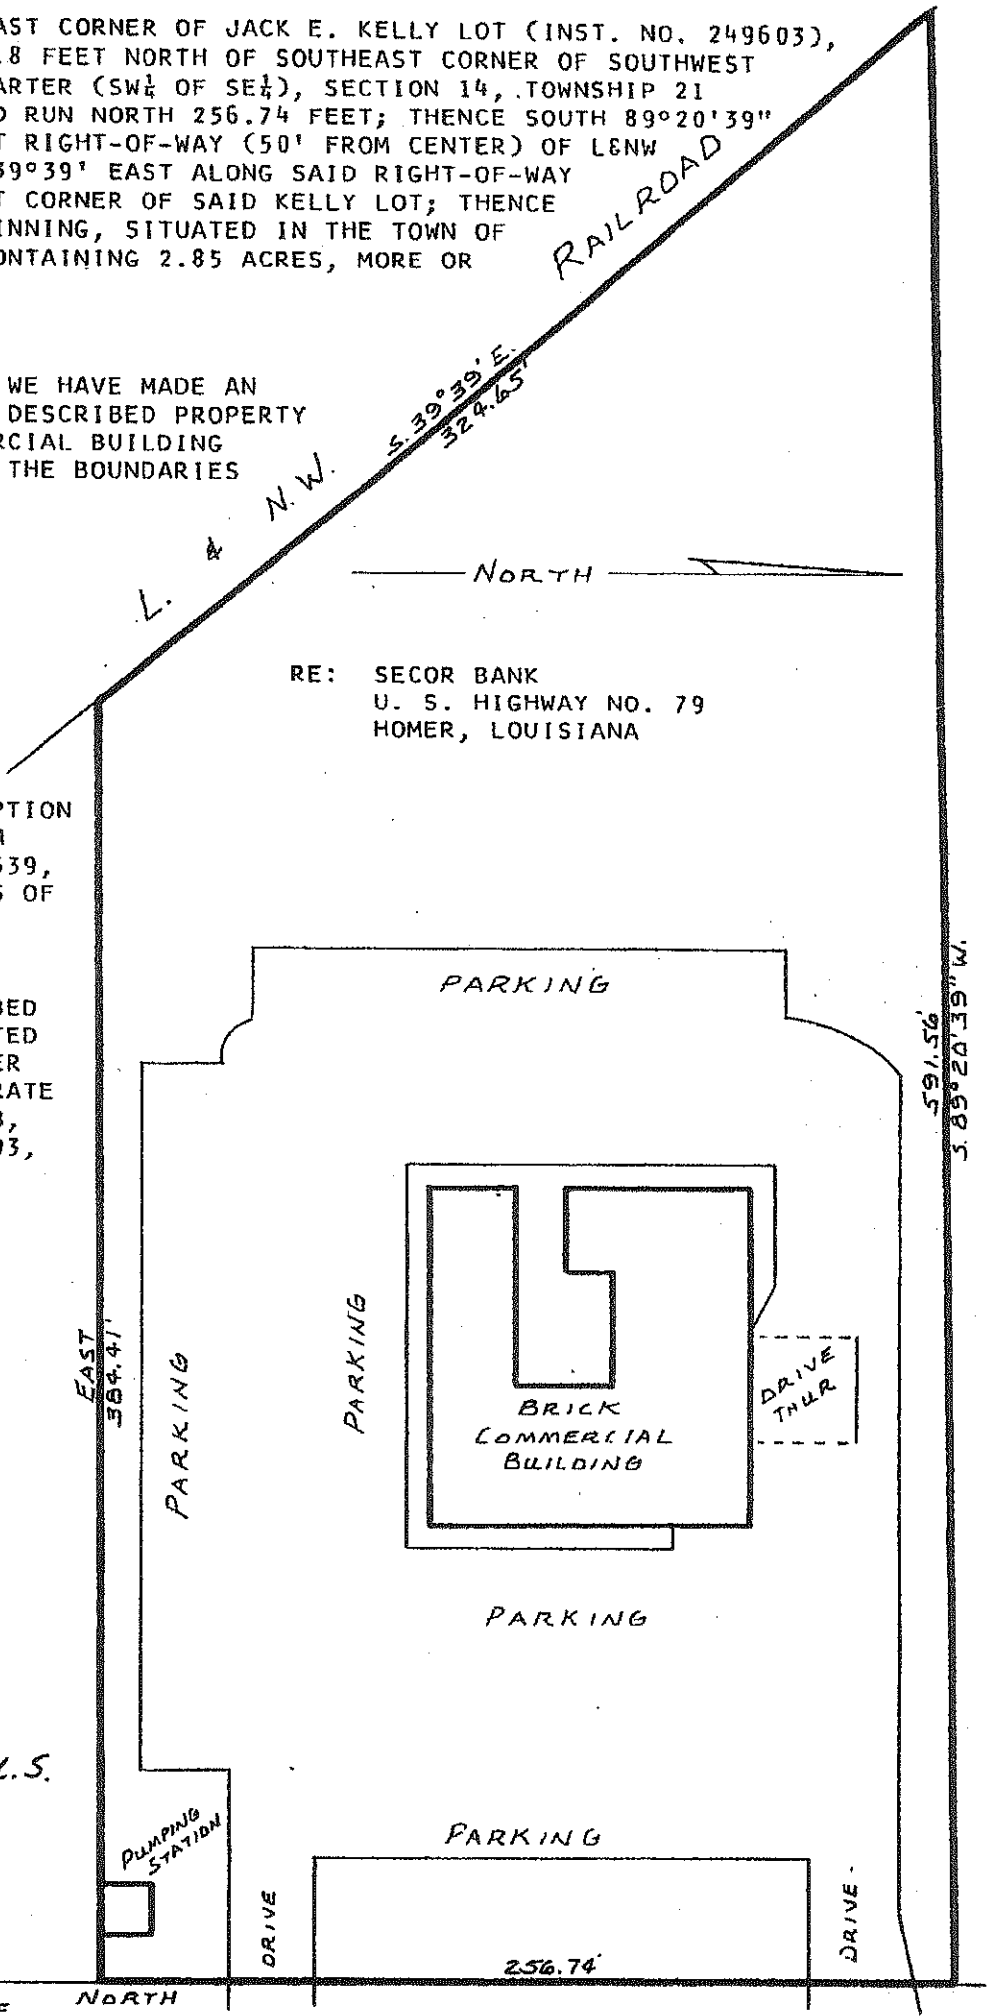 AST CORNER OF JACK E. KELLY LOT (INST. NO. 249603),
.8 FEET NORTH OF SOUTHEAST CORNER OF SOUTHWEST
ARTER (SW¼ OF SE¼), SECTION 14, TOWNSHIP 21
D RUN NORTH 256.74 FEET; THENCE SOUTH 89°20'39"
T RIGHT-OF-WAY (50' FROM CENTER) OF L&NW
39°39' EAST ALONG SAID RIGHT-OF-WAY
T CORNER OF SAID KELLY LOT; THENCE
INNING, SITUATED IN THE TOWN OF
ONTAINING 2.85 ACRES, MORE OR
RAILROAD
WE HAVE MADE AN
DESCRIBED PROPERTY
RCIAL BUILDING
THE BOUNDARIES
S. 39°39' E.
324.65'
L. & N.W.
NORTH
RE: SECOR BANK
U. S. HIGHWAY NO. 79
HOMER, LOUISIANA
PTION
639,
S OF
BED
TED
ER
RATE
3,
03,
PARKING
591.56'
S. 89°20'39" W.
EAST
384.41'
PARKING
PARKING
BRICK
COMMERCIAL
BUILDING
DRIVE
THUR
PARKING
L.S.
PUMPING
STATION
PARKING
DRIVE
DRIVE
256.74'
NORTH